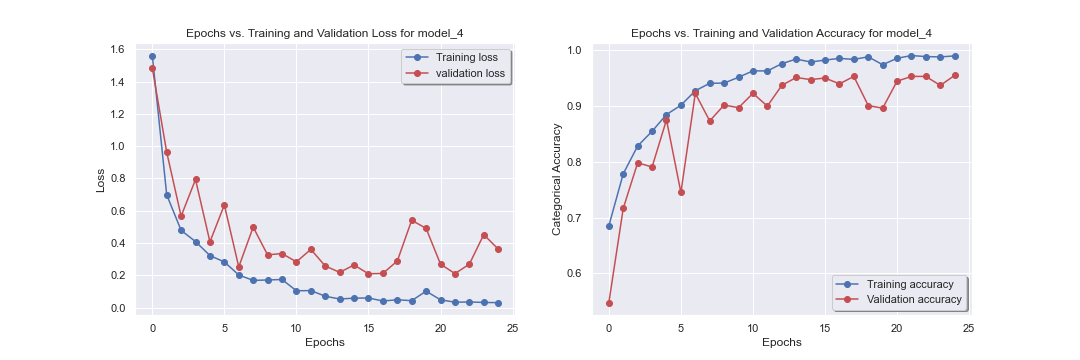 Epochs vs. Training and Validation Loss for model_4
1.6
1.4
1.2
1.0
0.8
0.6
0.4
0.2
0.0
Loss
Training loss
validation loss
0 5 10 15 20 25
Epochs
Epochs vs. Training and Validation Accuracy for model_4
1.0
0.9
0.8
0.7
0.6
Categorical Accuracy
Training accuracy
Validation accuracy
0 5 10 15 20 25
Epochs